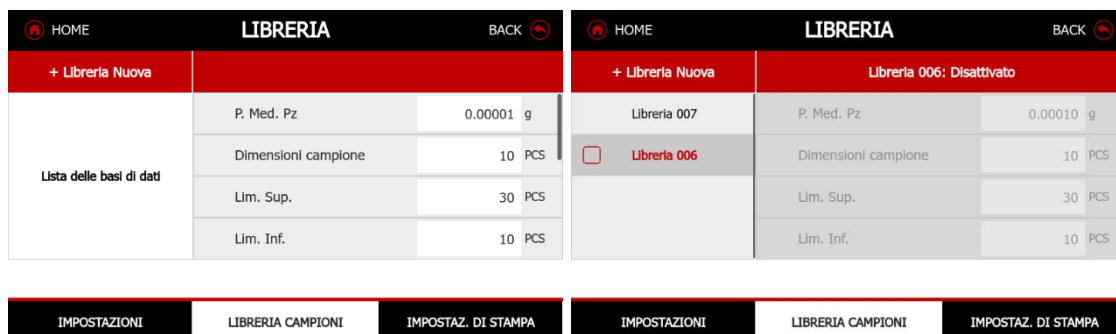 HOME LIBRERIA BACK
+ Libreria Nuova
P. Med. Pz 0.00001 g
Dimensioni campione 10 PCS
Lista delle basi di dati
Lim. Sup. 30 PCS
Lim. Inf. 10 PCS
IMPOSTAZIONI LIBRERIA CAMPIONI IMPOSTAZ. DI STAMPA
HOME LIBRERIA BACK
+ Libreria Nuova Libreria 006: Disattivato
Libreria 007 P. Med. Pz 0.00010 g
Libreria 006 Dimensioni campione 10 PCS
Lim. Sup. 30 PCS
Lim. Inf. 10 PCS
IMPOSTAZIONI LIBRERIA CAMPIONI IMPOSTAZ. DI STAMPA